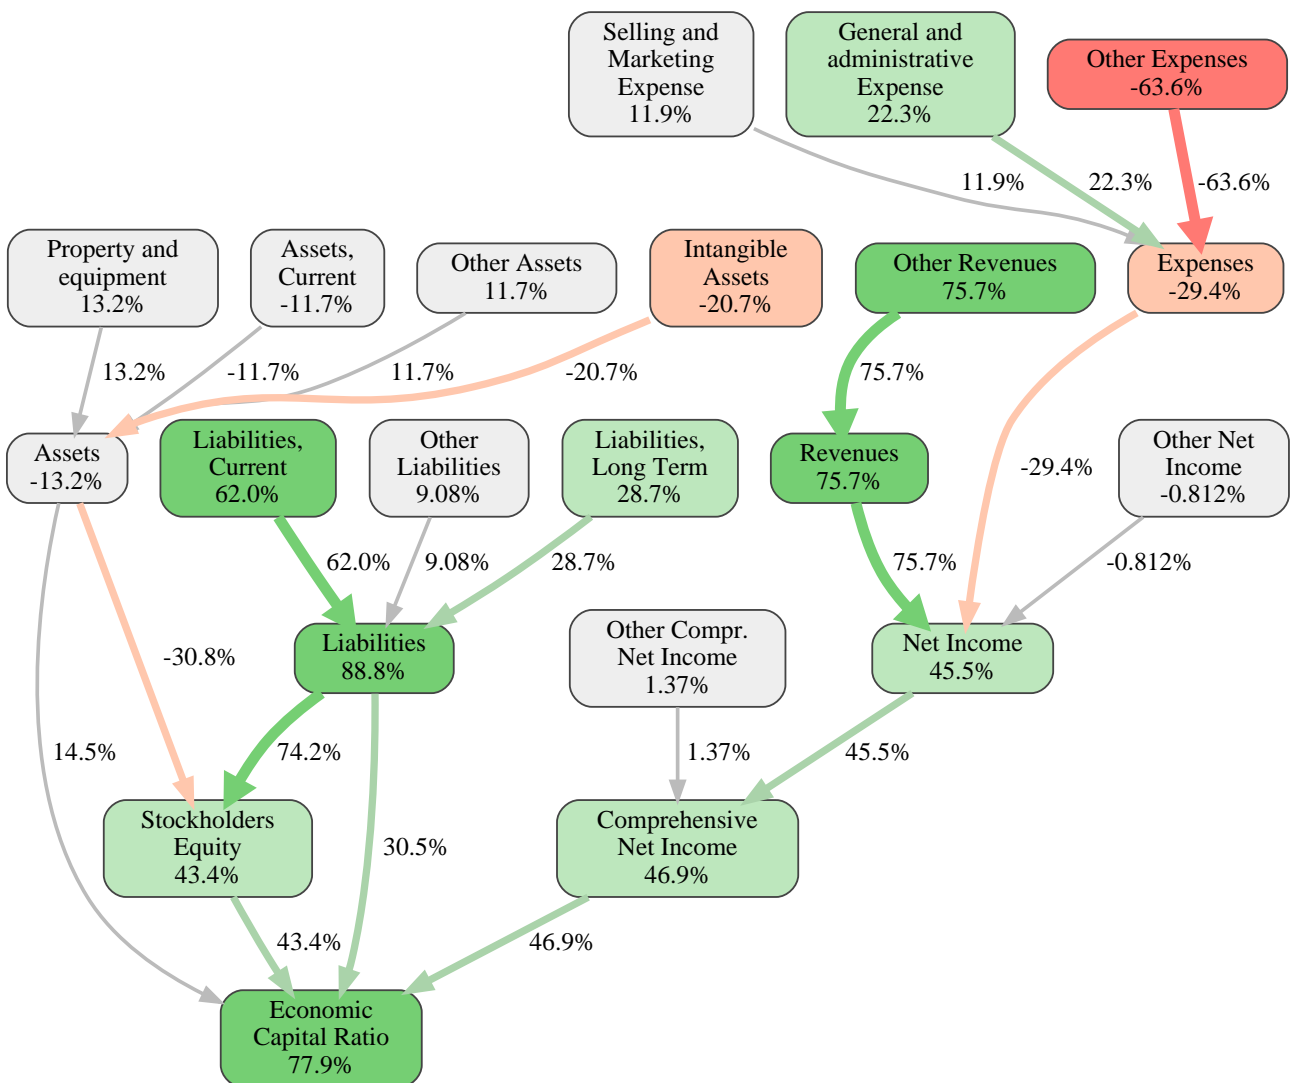 Selling and
Marketing
Expense
11.9%
General and
administrative
Expense
22.3%
Other Expenses
-63.6%
11.9%
22.3%
-63.6%
Property and
equipment
13.2%
Assets,
Current
-11.7%
Other Assets
11.7%
Intangible
Assets
-20.7%
Other Revenues
75.7%
Expenses
-29.4%
13.2%
-11.7%
11.7%
-20.7%
75.7%
Assets
-13.2%
Liabilities,
Current
62.0%
Other
Liabilities
9.08%
Liabilities,
Long Term
28.7%
Revenues
75.7%
-29.4%
Other Net
Income
-0.812%
62.0%
9.08%
28.7%
75.7%
-0.812%
-30.8%
Liabilities
88.8%
Other Compr.
Net Income
1.37%
Net Income
45.5%
14.5%
74.2%
1.37%
45.5%
Stockholders
Equity
43.4%
30.5%
Comprehensive
Net Income
46.9%
43.4%
46.9%
Economic
Capital Ratio
77.9%